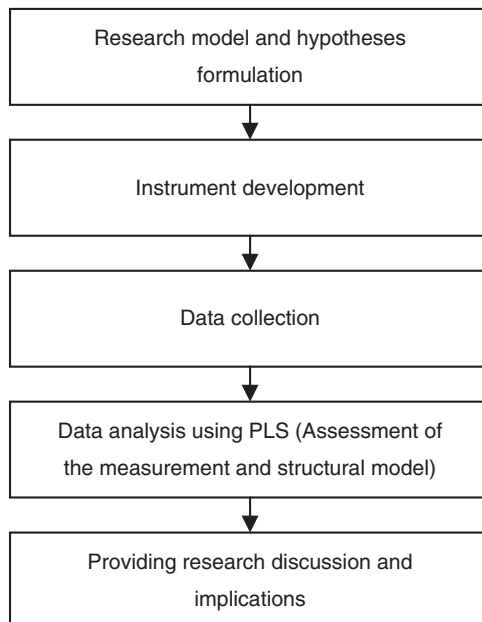 Research model and hypotheses
formulation
Instrument development
Data collection
Data analysis using PLS (Assessment of
the measurement and structural model)
Providing research discussion and
implications